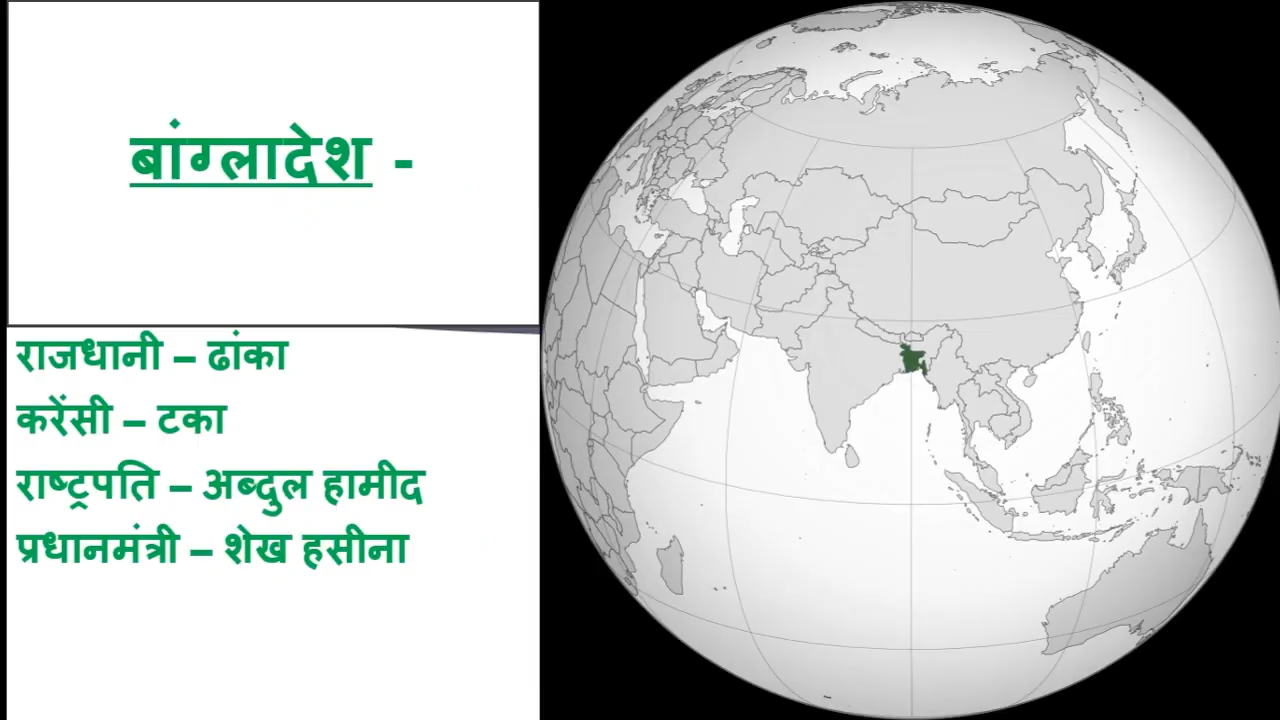 बांग्लादेश -
राजधानी – ढांका
करेंसी – टका
राष्ट्रपति – अब्दुल हामीद
प्रधानमंत्री – शेख हसीना